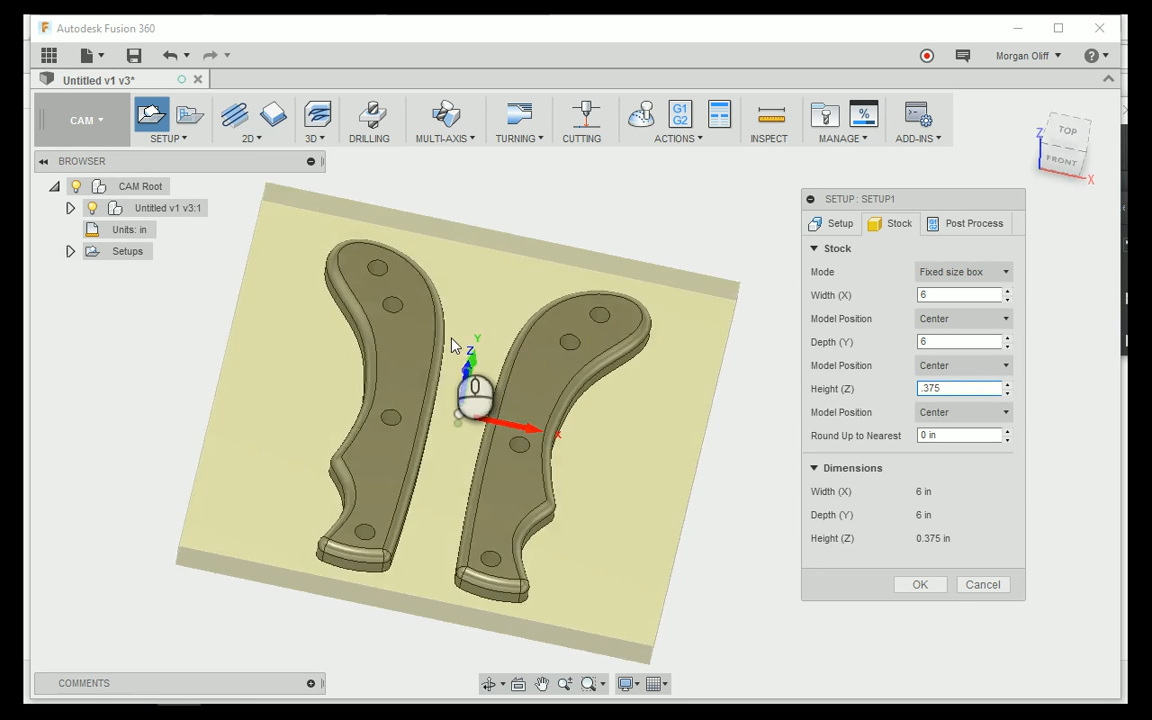 Autodesk Fusion 360
Morgan Oliff
Untitled v1 v3*
CAM
SETUP
2D
3D
DRILLING
MULTI-AXIS
TURNING
CUTTING
G1
G2
ACTIONS
INSPECT
%
MANAGE
ADD-INS
BROWSER
CAM Root
Untitled v1 v3:1
Units: in
Setups
TOP
FRONT
Z
X
Y
Z
X
SETUP : SETUP1
Setup
Stock
Post Process
Stock
Mode
Fixed size box
Width (X)
6
Model Position
Center
Depth (Y)
6
Model Position
Center
Height (Z)
.375
Model Position
Center
Round Up to Nearest
0 in
Dimensions
Width (X)
6 in
Depth (Y)
6 in
Height (Z)
0.375 in
OK
Cancel
COMMENTS